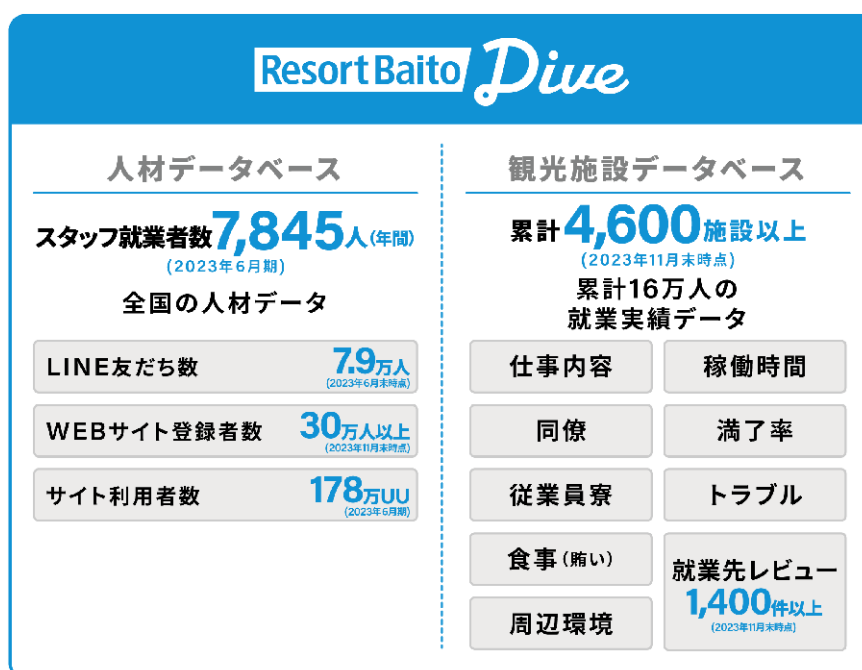 Resort Baito Dive
人材データベース
スタッフ就業者数7,845人(年間)
(2023年6月期)
全国の人材データ
LINE友だち数 7.9万人
(2023年6月末時点)
WEBサイト登録者数 30万人以上
(2023年11月末時点)
サイト利用者数 178万UU
(2023年6月期)
観光施設データベース
累計4,600施設以上
(2023年11月末時点)
累計16万人の
就業実績データ
仕事内容
稼働時間
同僚
満了率
従業員寮
トラブル
食事(賄い)
周辺環境
就業先レビュー
1,400件以上
(2023年11月末時点)